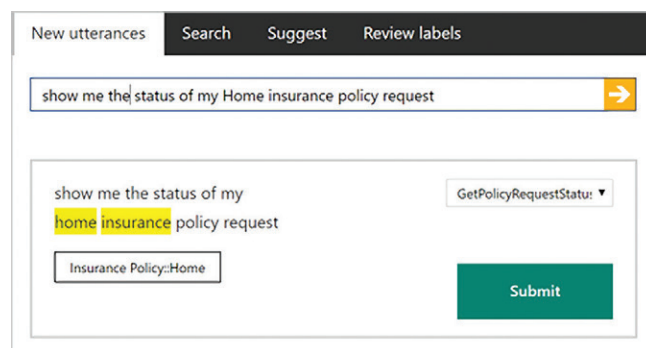 New utterances Search Suggest Review labels
show me the status of my Home insurance policy request
show me the status of my GetPolicyRequestStatu:
home insurance policy request
Insurance Policy::Home
Submit